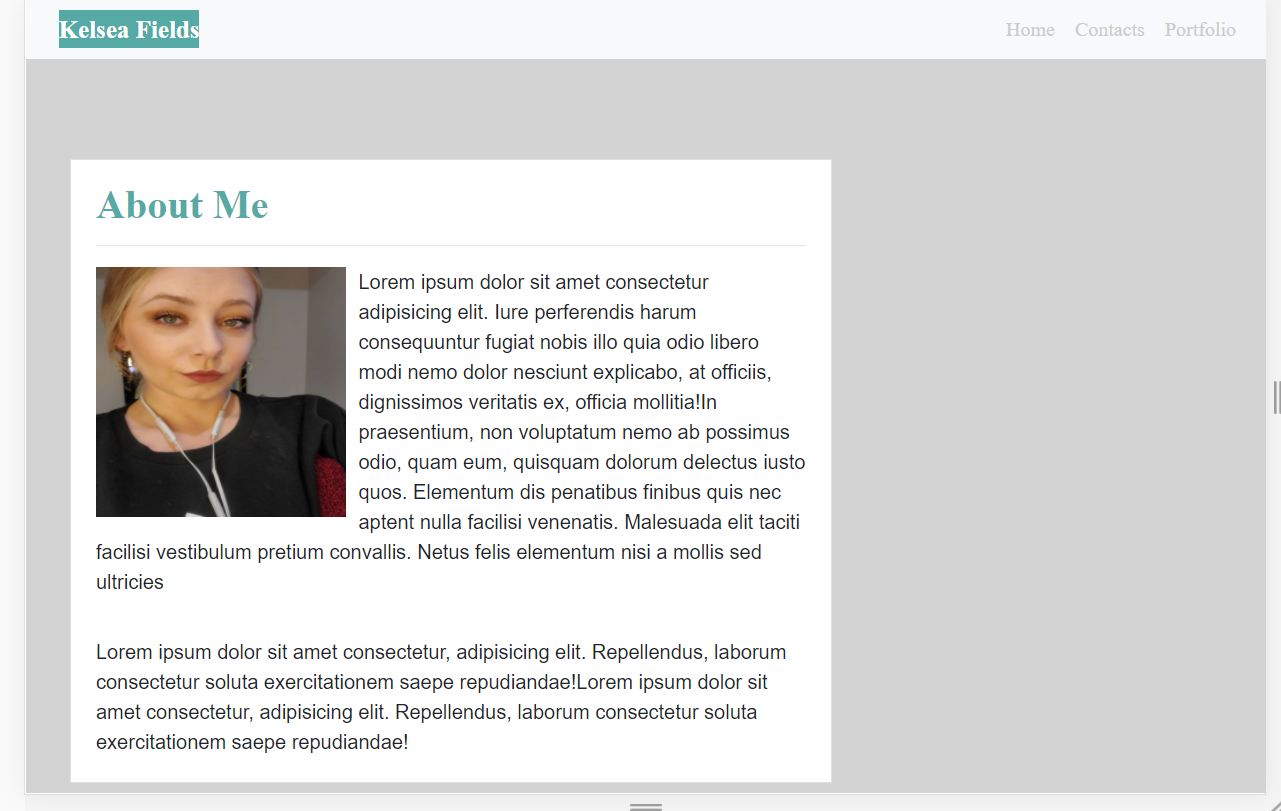 Kelsea Fields
Home Contacts Portfolio
About Me
Lorem ipsum dolor sit amet consectetur
adipisicing elit. Iure perferendis harum
consequuntur fugiat nobis illo quia odio libero
modi nemo dolor nesciunt explicabo, at officiis,
dignissimos veritatis ex, officia mollitia!In
praesentium, non voluptatum nemo ab possimus
odio, quam eum, quisquam dolorum delectus iusto
quos. Elementum dis penatibus finibus quis nec
aptent nulla facilisi venenatis. Malesuada elit taciti
facilisi vestibulum pretium convallis. Netus felis elementum nisi a mollis sed
ultricies
Lorem ipsum dolor sit amet consectetur, adipisicing elit. Repellendus, laborum
consectetur soluta exercitationem saepe repudiandae!Lorem ipsum dolor sit
amet consectetur, adipisicing elit. Repellendus, laborum consectetur soluta
exercitationem saepe repudiandae!